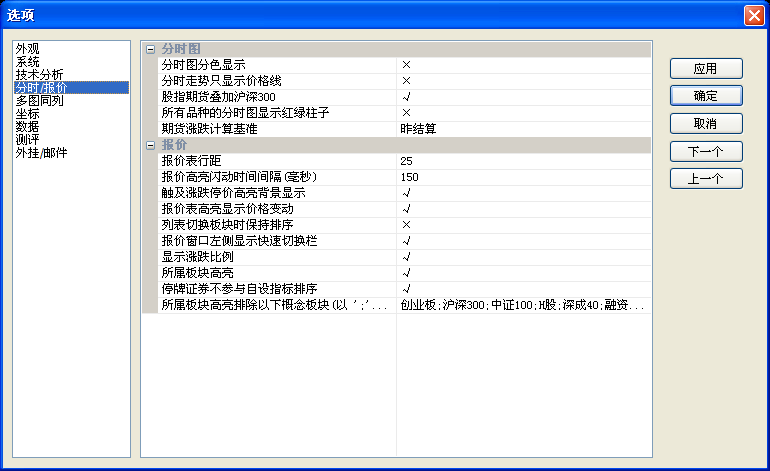 选项
外观
系统
技术分析
分时/报价
多图同列
坐标
数据
测评
外挂/邮件
分时图
分时图分色显示 ×
分时走势只显示价格线 ×
股指期货叠加沪深300 √
所有品种的分时图显示红绿柱子 ×
期货涨跌计算基准 昨结算
报价
报价表行距 25
报价高亮闪动时间间隔(毫秒) 150
触及涨跌停价高亮背景显示 √
报价表高亮显示价格变动 √
列表切换板块时保持排序 ×
报价窗口左侧显示快速切换栏 √
显示涨跌比例 √
所属板块高亮 √
停牌证券不参与自设指标排序 √
所属板块高亮排除以下概念板块(以 ';'... 创业板;沪深300;中证100;H股;深成40;融资...
应用
确定
取消
下一个
上一个